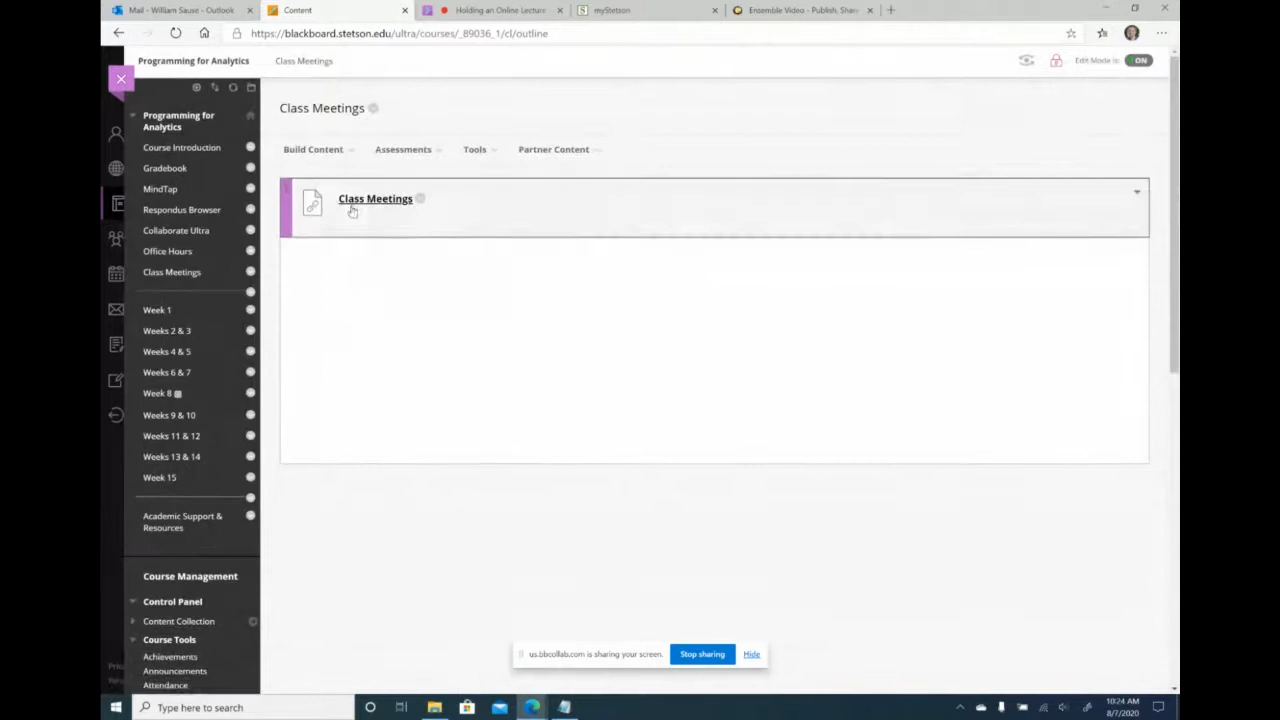 Mail - William Sause - Outlook
Content
Holding an Online Lecture
myStetson
Ensemble Video - Publish, Share
https://blackboard.stetson.edu/ultra/courses/_89036_1/cl/outline
Programming for Analytics
Class Meetings
Edit Mode is:
ON
Programming for
Analytics
Course Introduction
Gradebook
MindTap
Respondus Browser
Collaborate Ultra
Office Hours
Class Meetings
Week 1
Weeks 2 & 3
Weeks 4 & 5
Weeks 6 & 7
Week 8
Weeks 9 & 10
Weeks 11 & 12
Weeks 13 & 14
Week 15
Academic Support &
Resources
Course Management
Control Panel
Content Collection
Course Tools
Achievements
Announcements
Attendance
Class Meetings
Build Content
Assessments
Tools
Partner Content
Class Meetings
us.bbcollab.com is sharing your screen.
Stop sharing
Hide
Type here to search
10:24 AM
8/7/2020